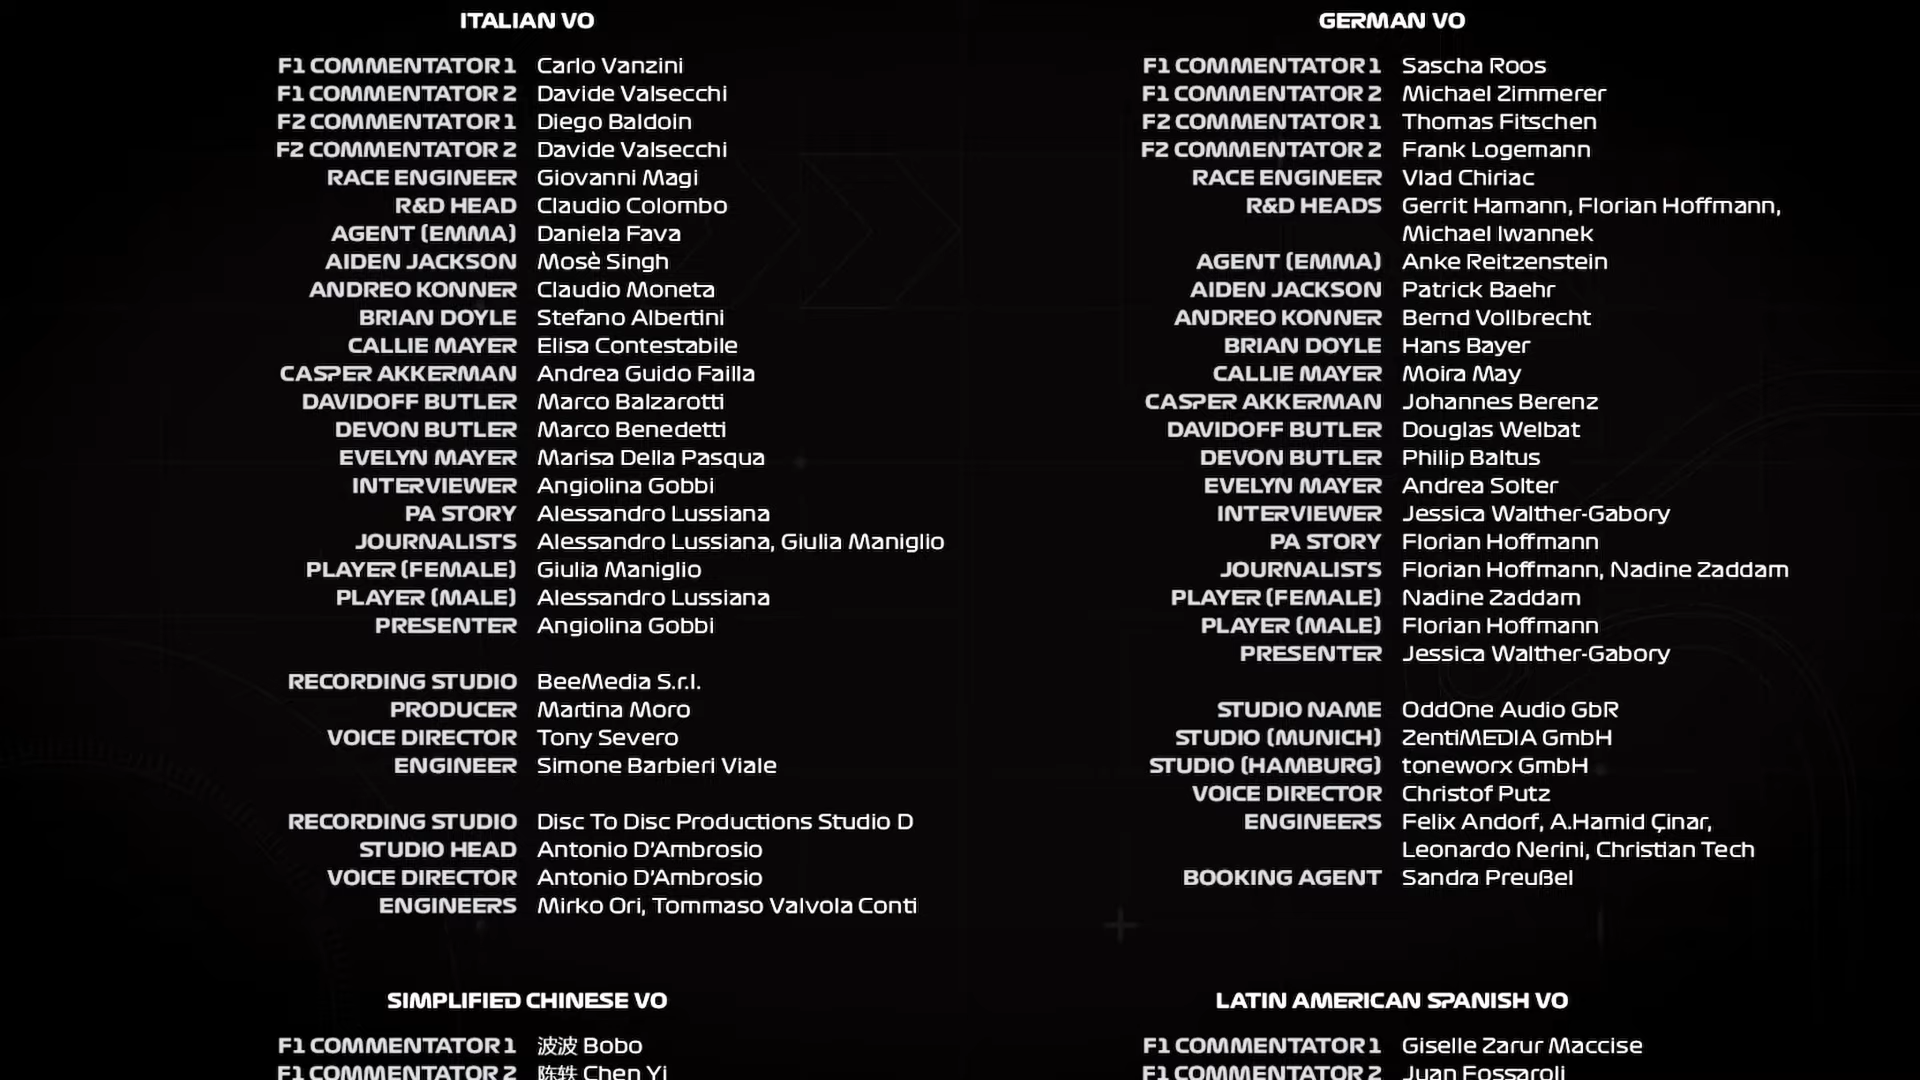 ITALIAN VO
F1 COMMENTATOR 1 Carlo Vanzini
F1 COMMENTATOR 2 Davide Valsecchi
F2 COMMENTATOR 1 Diego Baldoin
F2 COMMENTATOR 2 Davide Valsecchi
RACE ENGINEER Giovanni Magi
R&D HEAD Claudio Colombo
AGENT (EMMA) Daniela Fava
AIDEN JACKSON Mosè Singh
ANDREO KONNER Claudio Moneta
BRIAN DOYLE Stefano Albertini
CALLIE MAYER Elisa Contestabile
CASPER AKKERMAN Andrea Guido Failla
DAVIDOFF BUTLER Marco Balzarotti
DEVON BUTLER Marco Benedetti
EVELYN MAYER Marisa Della Pasqua
INTERVIEWER Angiolina Gobbi
PA STORY Alessandro Lussiana
JOURNALISTS Alessandro Lussiana, Giulia Maniglio
PLAYER (FEMALE) Giulia Maniglio
PLAYER (MALE) Alessandro Lussiana
PRESENTER Angiolina Gobbi
RECORDING STUDIO BeeMedia S.r.l.
PRODUCER Martina Moro
VOICE DIRECTOR Tony Severo
ENGINEER Simone Barbieri Viale
RECORDING STUDIO Disc To Disc Productions Studio D
STUDIO HEAD Antonio D'Ambrosio
VOICE DIRECTOR Antonio D'Ambrosio
ENGINEERS Mirko Ori, Tommaso Valvola Conti
GERMAN VO
F1 COMMENTATOR 1 Sascha Roos
F1 COMMENTATOR 2 Michael Zimmerer
F2 COMMENTATOR 1 Thomas Fitschen
F2 COMMENTATOR 2 Frank Logemann
RACE ENGINEER Vlad Chiriac
R&D HEADS Gerrit Hamann, Florian Hoffmann,
Michael Iwannek
AGENT (EMMA) Anke Reitzenstein
AIDEN JACKSON Patrick Baehr
ANDREO KONNER Bernd Vollbrecht
BRIAN DOYLE Hans Bayer
CALLIE MAYER Moira May
CASPER AKKERMAN Johannes Berenz
DAVIDOFF BUTLER Douglas Welbat
DEVON BUTLER Philip Baltus
EVELYN MAYER Andrea Solter
INTERVIEWER Jessica Walther-Gabory
PA STORY Florian Hoffmann
JOURNALISTS Florian Hoffmann, Nadine Zaddam
PLAYER (FEMALE) Nadine Zaddam
PLAYER (MALE) Florian Hoffmann
PRESENTER Jessica Walther-Gabory
STUDIO NAME OddOne Audio GbR
STUDIO (MUNICH) ZentiMEDIA GmbH
STUDIO (HAMBURG) toneworx GmbH
VOICE DIRECTOR Christof Putz
ENGINEERS Felix Andorf, A.Hamid Çinar,
Leonardo Nerini, Christian Tech
BOOKING AGENT Sandra Preußel
SIMPLIFIED CHINESE VO
F1 COMMENTATOR 1 波波 Bobo
F1 COMMENTATOR 2 陈轶 Chen Yi
LATIN AMERICAN SPANISH VO
F1 COMMENTATOR 1 Giselle Zarur Maccise
F1 COMMENTATOR 2 Juan Fossaroli